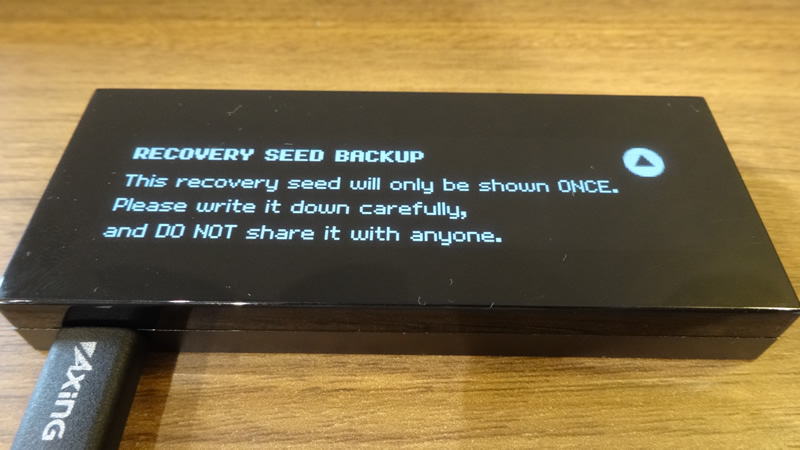 RECOVERY SEED BACKUP
This recovery seed will only be shown ONCE.
Please write it down carefully,
and DO NOT share it with anyone.
AXING